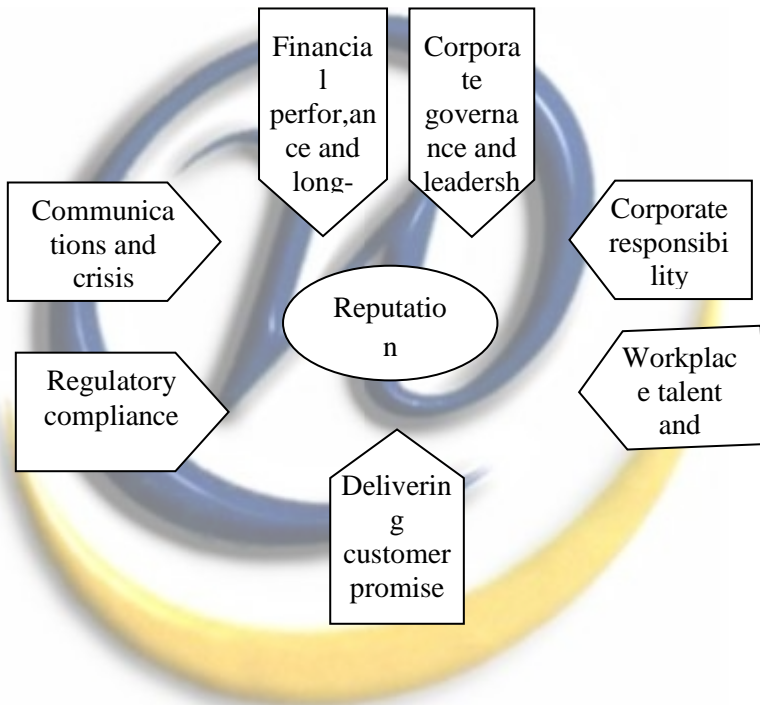 Financia
l
perfor,an
ce and
long-
Corpora
te
governa
nce and
leadersh
Communica
tions and
crisis
Corporate
responsibi
lity
Reputatio
n
Regulatory
compliance
Workplac
e talent
and
Deliverin
g
customer
promise